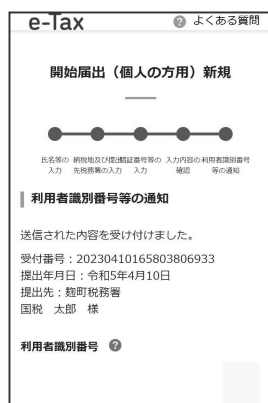 e-Tax
? よくある質問
開始届出（個人の方用）新規
氏名等の 納税地及び提出 暗証番号等の 入力内容の 利用者識別番号
入力 先税務署の入力 入力 確認 等の通知
利用者識別番号等の通知
送信された内容を受け付けました。
受付番号：20230410165803806933
提出年月日：令和5年4月10日
提出先：麹町税務署
国税 太郎 様
利用者識別番号 ?